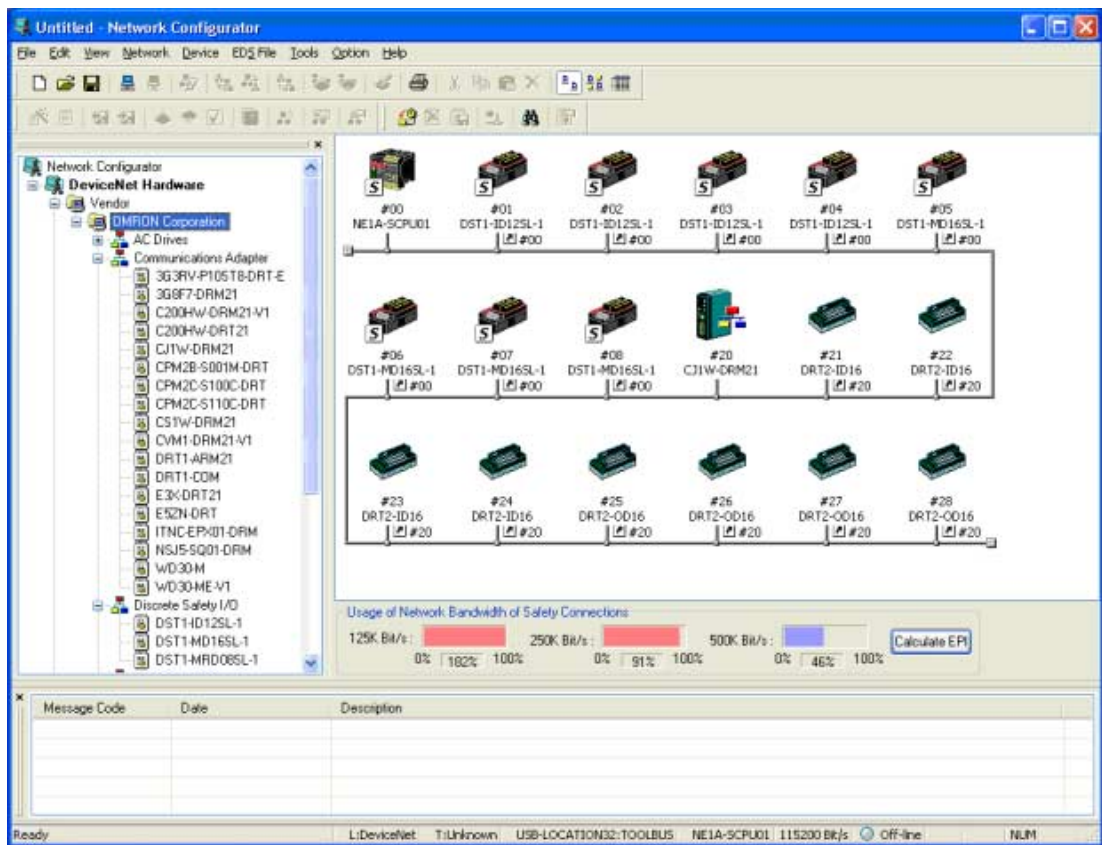 Untitled - Network Configurator
File Edit View Network Device EDS File Tools Option Help
Network Configurator
DeviceNet Hardware
Vendor
OMRON Corporation
AC Drives
Communications Adapter
3G3RV-P10ST8-DRT-E
3G8F7-DRM21
C200HW-DRM21-V1
C200HW-DRT21
CJ1W-DRM21
CPM2B-S001M-DRT
CPM2C-S100C-DRT
CPM2C-S110C-DRT
CS1W-DRM21
CVM1-DRM21-V1
DRT1-ARM21
DRT1-COM
E3X-DRT21
E5ZN-DRT
ITNC-EPX01-DRM
NSJ5-SQ01-DRM
WD30-M
WD30-ME-V1
Discrete Safety I/O
DST1-ID12SL-1
DST1-MD16SL-1
DST1-MRD08SL-1
S S S S S
#00 #01 #02 #03 #04 #05
NE1A-SCPU01 DST1-ID12SL-1 DST1-ID12SL-1 DST1-ID12SL-1 DST1-ID12SL-1 DST1-MD16SL-1
#00 #00 #00 #00 #00
S S S
#06 #07 #08 #20 #21 #22
DST1-MD16SL-1 DST1-MD16SL-1 DST1-MD16SL-1 CJ1W-DRM21 DRT2-ID16 DRT2-ID16
#00 #00 #00 #20 #20
#23 #24 #25 #26 #27 #28
DRT2-ID16 DRT2-ID16 DRT2-OD16 DRT2-OD16 DRT2-OD16 DRT2-OD16
#20 #20 #20 #20 #20 #20
Usage of Network Bandwidth of Safety Connections
125K Bit/s : 250K Bit/s : 500K Bit/s : Calculate EPI
0% 182% 100% 0% 91% 100% 0% 46% 100%
Message Code Date Description
Ready L:DeviceNet T:Unknown USB-LOCATION32:TOOLBUS NE1A-SCPU01 115200 Bit/s Off-line NUM